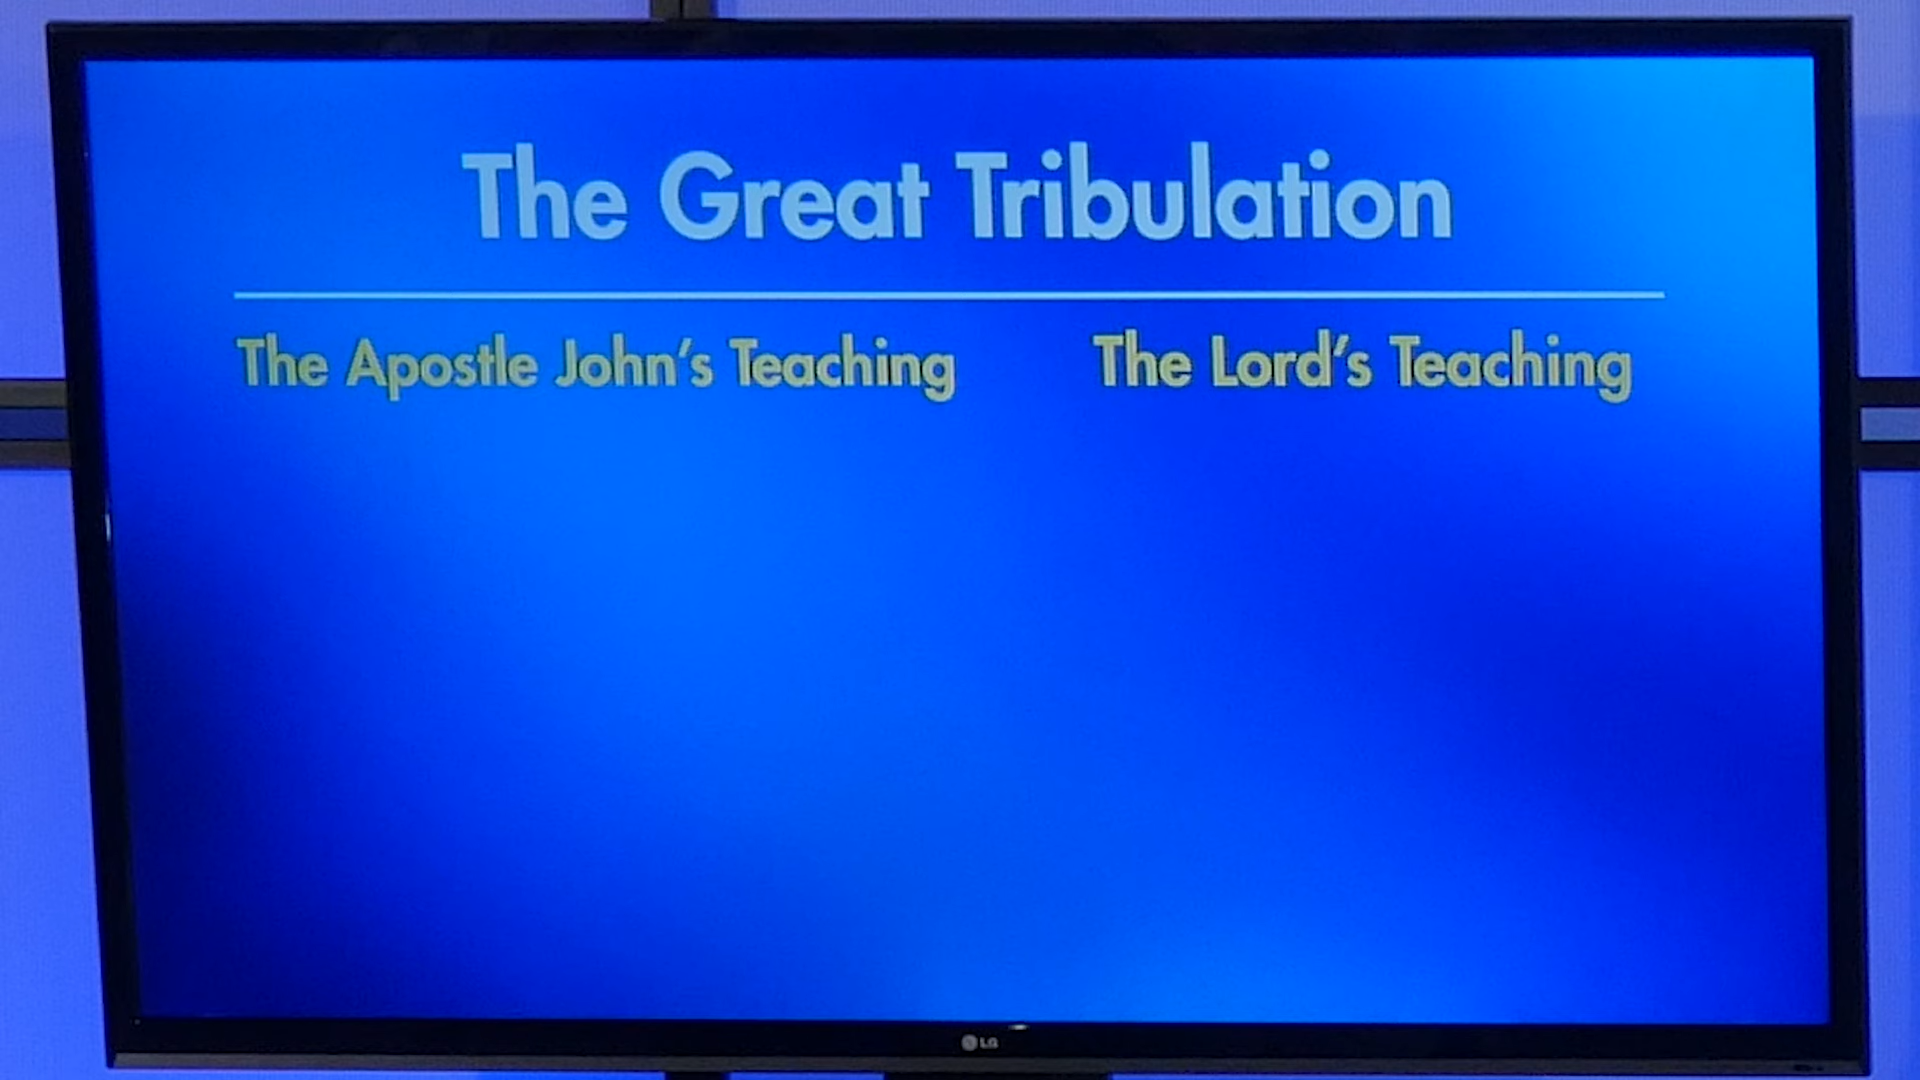 The Great Tribulation
The Apostle John's Teaching
The Lord's Teaching
LG